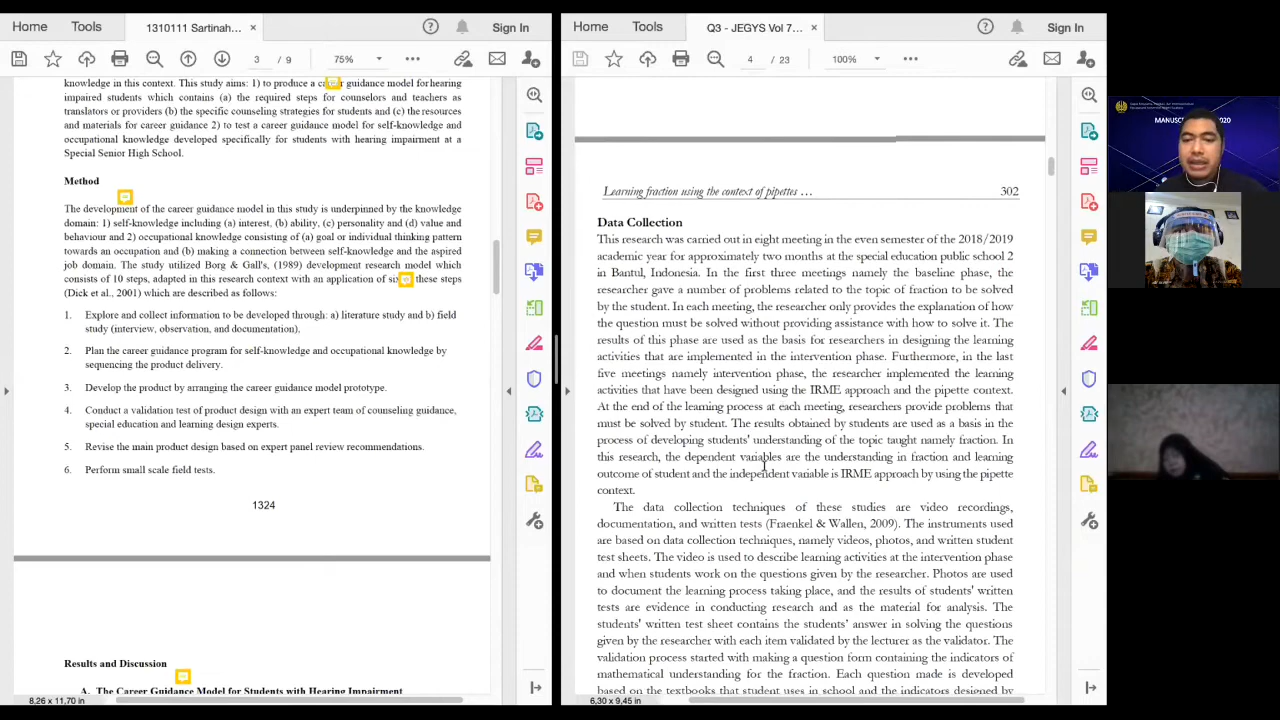 Home
Tools
1310111 Sartinah...
×
Sign In
3 / 9
75%
knowledge in this context. This study aims: 1) to produce a career guidance model for hearing
impaired students which contains (a) the required steps for counselors and teachers as
translators or providers (b) the specific counseling strategies for students and (c) the resources
and materials for career guidance 2) to test a career guidance model for self-knowledge and
occupational knowledge developed specifically for students with hearing impairment at a
Special Senior High School.
Method
The development of the career guidance model in this study is underpinned by the knowledge
domain: 1) self-knowledge including (a) interest, (b) ability, (c) personality and (d) value and
behaviour and 2) occupational knowledge consisting of (a) goal or individual thinking pattern
towards an occupation and (b) making a connection between self-knowledge and the aspired
job domain. The study utilized Borg & Gall's, (1989) development research model which
consists of 10 steps, adapted in this research context with an application of six these steps
(Dick et al., 2001) which are described as follows:
1. Explore and collect information to be developed through: a) literature study and b) field
study (interview, observation, and documentation).
2. Plan the career guidance program for self-knowledge and occupational knowledge by
sequencing the product delivery.
3. Develop the product by arranging the career guidance model prototype.
4. Conduct a validation test of product design with an expert team of counseling guidance,
special education and learning design experts.
5. Revise the main product design based on expert panel review recommendations.
6. Perform small scale field tests.
1324
Results and Discussion
A. The Career Guidance Model for Students with Hearing Impairment
8,26 x 11,70 in
Home
Tools
Q3 - JEGYS Vol 7...
×
Sign In
4 / 23
100%
Learning fraction using the context of pipettes ...
302
Data Collection
This research was carried out in eight meeting in the even semester of the 2018/2019
academic year for approximately two months at the special education public school 2
in Bantul, Indonesia. In the first three meetings namely the baseline phase, the
researcher gave a number of problems related to the topic of fraction to be solved
by the student. In each meeting, the researcher only provides the explanation of how
the question must be solved without providing assistance with how to solve it. The
results of this phase are used as the basis for researchers in designing the learning
activities that are implemented in the intervention phase. Furthermore, in the last
five meetings namely intervention phase, the researcher implemented the learning
activities that have been designed using the IRME approach and the pipette context.
At the end of the learning process at each meeting, researchers provide problems that
must be solved by student. The results obtained by students are used as a basis in the
process of developing students' understanding of the topic taught namely fraction. In
this research, the dependent variables are the understanding in fraction and learning
outcome of student and the independent variable is IRME approach by using the pipette
context.
The data collection techniques of these studies are video recordings,
documentation, and written tests (Fraenkel & Wallen, 2009). The instruments used
are based on data collection techniques, namely videos, photos, and written student
test sheets. The video is used to describe learning activities at the intervention phase
and when students work on the questions given by the researcher. Photos are used
to document the learning process taking place, and the results of students' written
tests are evidence in conducting research and as the material for analysis. The
students' written test sheet contains the students' answer in solving the questions
given by the researcher with each item validated by the lecturer as the validator. The
validation process started with making a question form containing the indicators of
mathematical understanding for the fraction. Each question made is developed
based on the textbooks that student uses in school and the indicators designed by
6,30 x 9,45 in
MANUSC 2020